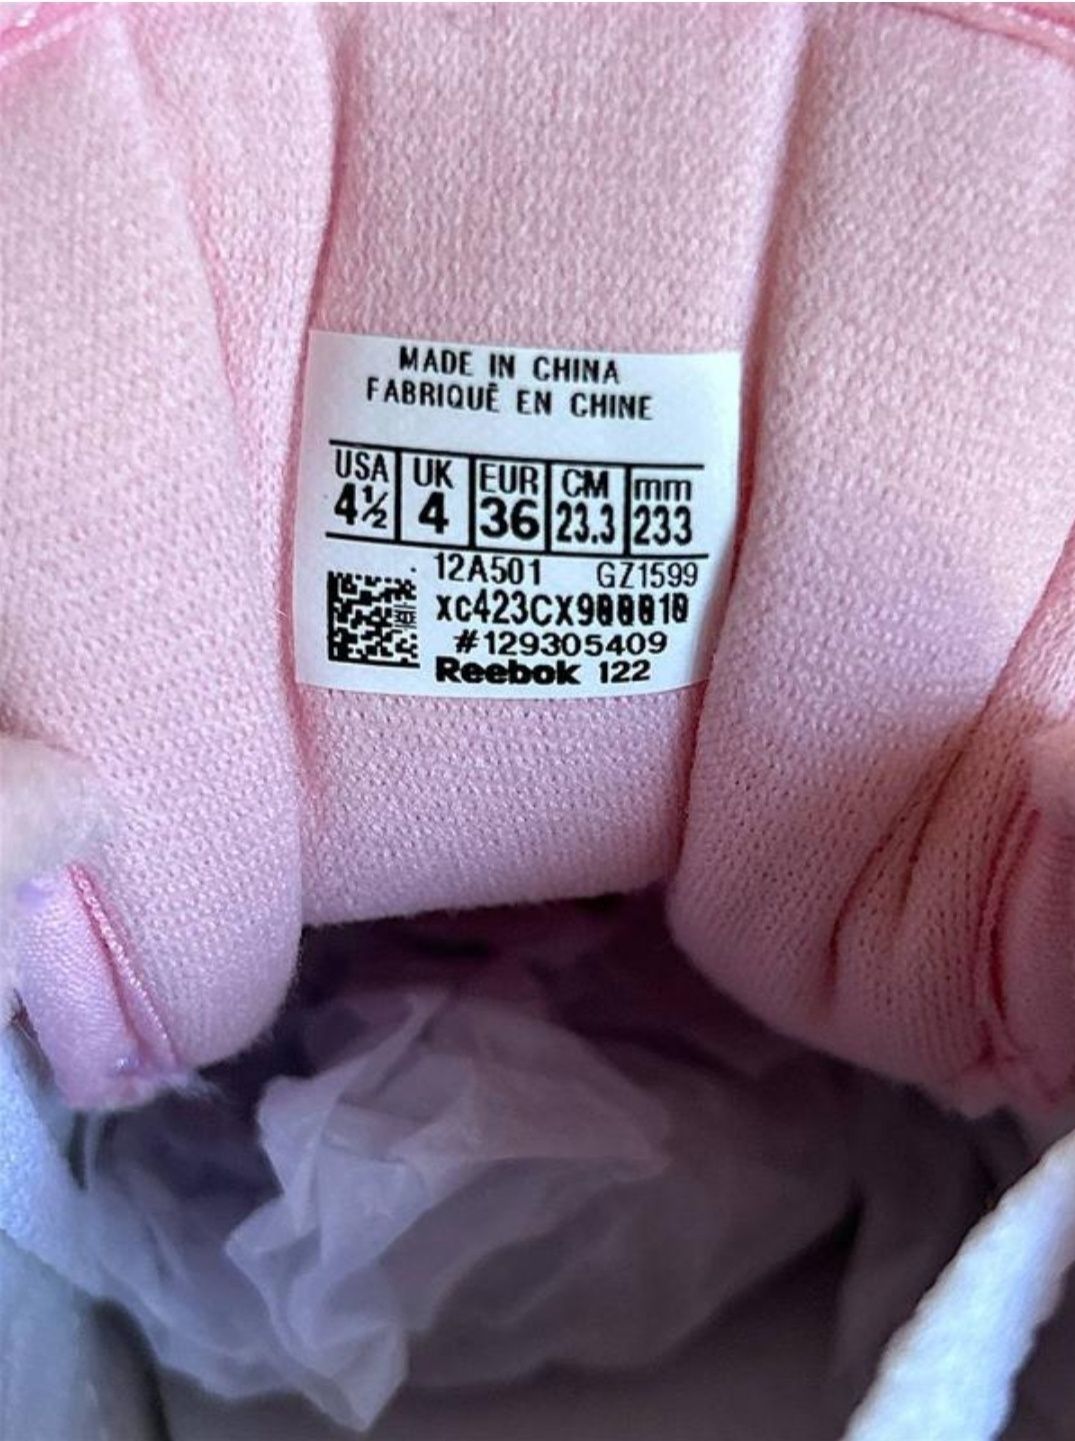 MADE IN CHINA
FABRIQUÉ EN CHINE
USA UK EUR CM mm
4½ 4 36 23.3 233
12A501 GZ1599
#129305409
Reebok 122